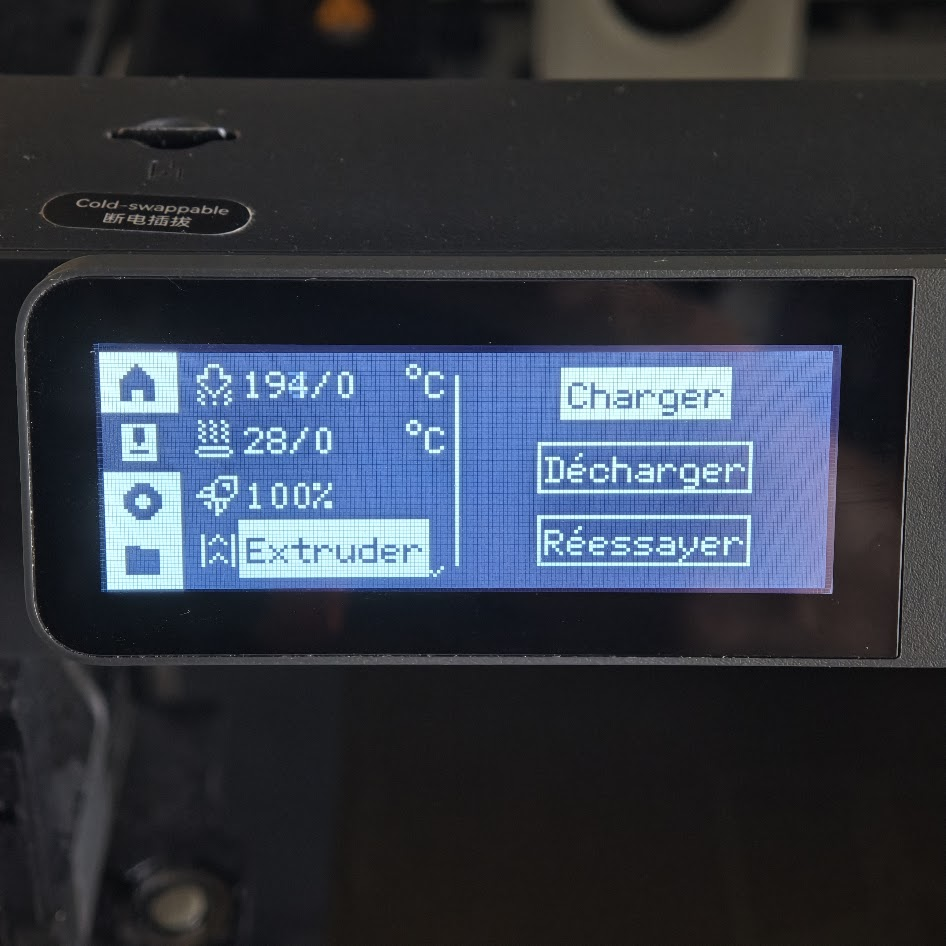 Cold-swappable
断电插拔
194/0 °C
28/0 °C
100%
Extruder
Charger
Décharger
Réessayer